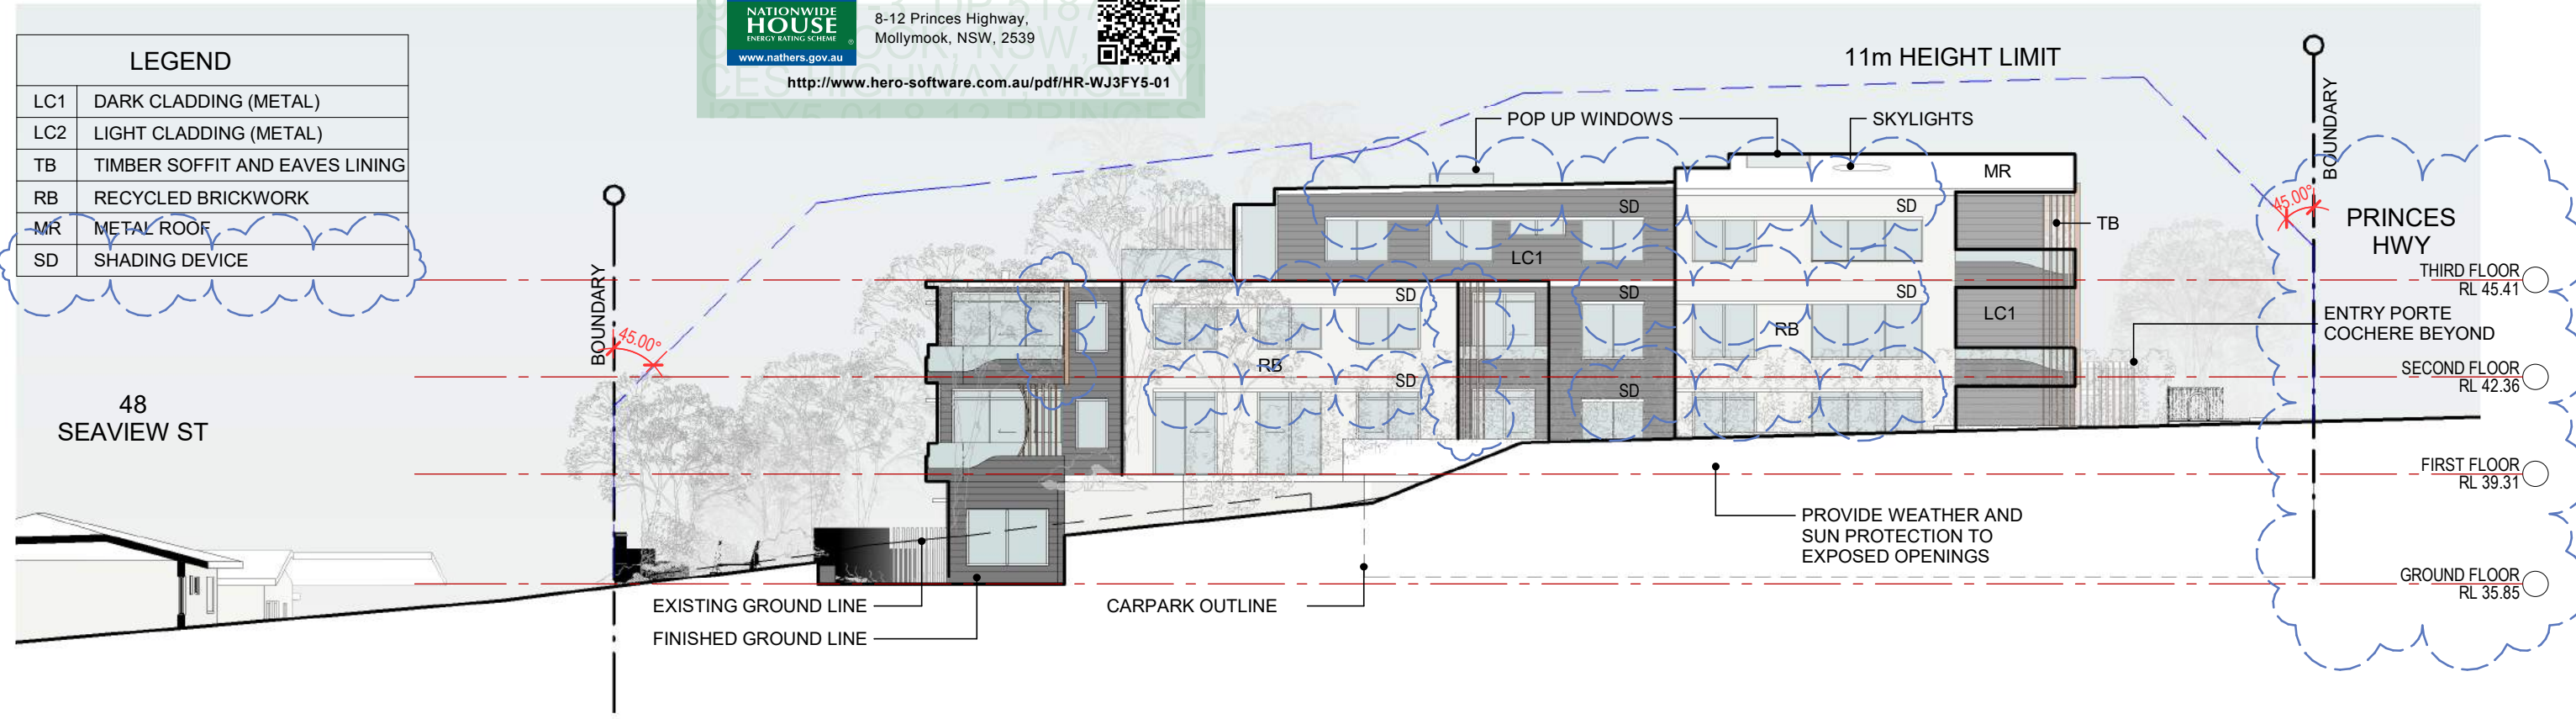 NATIONWIDE
HOUSE
ENERGY RATING SCHEME ®
www.nathers.gov.au
8-12 Princes Highway,
Mollymook, NSW, 2539
http://www.hero-software.com.au/pdf/HR-WJ3FY5-01
LEGEND
LC1 DARK CLADDING (METAL)
LC2 LIGHT CLADDING (METAL)
TB TIMBER SOFFIT AND EAVES LINING
RB RECYCLED BRICKWORK
MR METAL ROOF
SD SHADING DEVICE
11m HEIGHT LIMIT
POP UP WINDOWS
SKYLIGHTS
MR
BOUNDARY
45.00°
PRINCES
HWY
TB
SD
SD
LC1
THIRD FLOOR
RL 45.41
BOUNDARY
45.00°
SD
SD
SD
LC1
RB
ENTRY PORTE
COCHERE BEYOND
RB
SD
SD
SECOND FLOOR
RL 42.36
48
SEAVIEW ST
FIRST FLOOR
RL 39.31
PROVIDE WEATHER AND
SUN PROTECTION TO
EXPOSED OPENINGS
GROUND FLOOR
RL 35.85
EXISTING GROUND LINE
CARPARK OUTLINE
FINISHED GROUND LINE